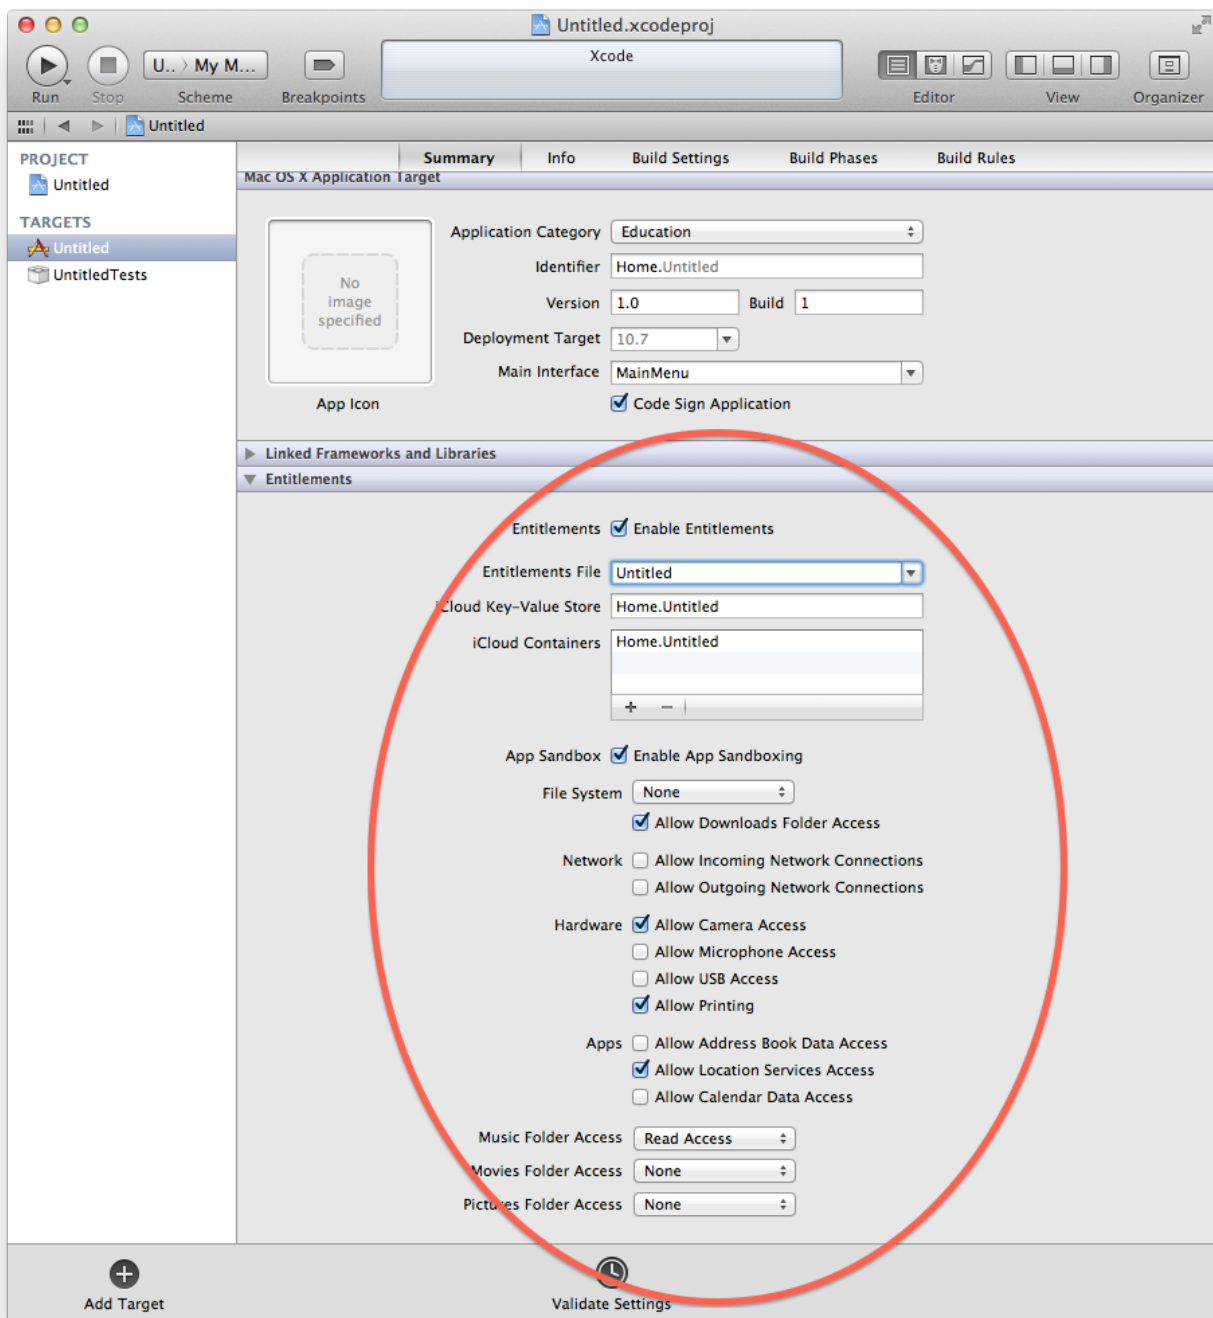 Untitled.xcodeproj
U.. › My M...
Xcode
Run
Stop
Scheme
Breakpoints
Editor
View
Organizer
Untitled
PROJECT
Untitled
TARGETS
Untitled
UntitledTests
Summary
Info
Build Settings
Build Phases
Build Rules
Mac OS X Application Target
No
image
specified
App Icon
Application Category Education
Identifier Home.Untitled
Version 1.0 Build 1
Deployment Target 10.7
Main Interface MainMenu
Code Sign Application
Linked Frameworks and Libraries
Entitlements
Entitlements Enable Entitlements
Entitlements File Untitled
iCloud Key-Value Store Home.Untitled
iCloud Containers Home.Untitled
+ −
App Sandbox Enable App Sandboxing
File System None
Allow Downloads Folder Access
Network Allow Incoming Network Connections
Allow Outgoing Network Connections
Hardware Allow Camera Access
Allow Microphone Access
Allow USB Access
Allow Printing
Apps Allow Address Book Data Access
Allow Location Services Access
Allow Calendar Data Access
Music Folder Access Read Access
Movies Folder Access None
Pictures Folder Access None
Add Target
Validate Settings